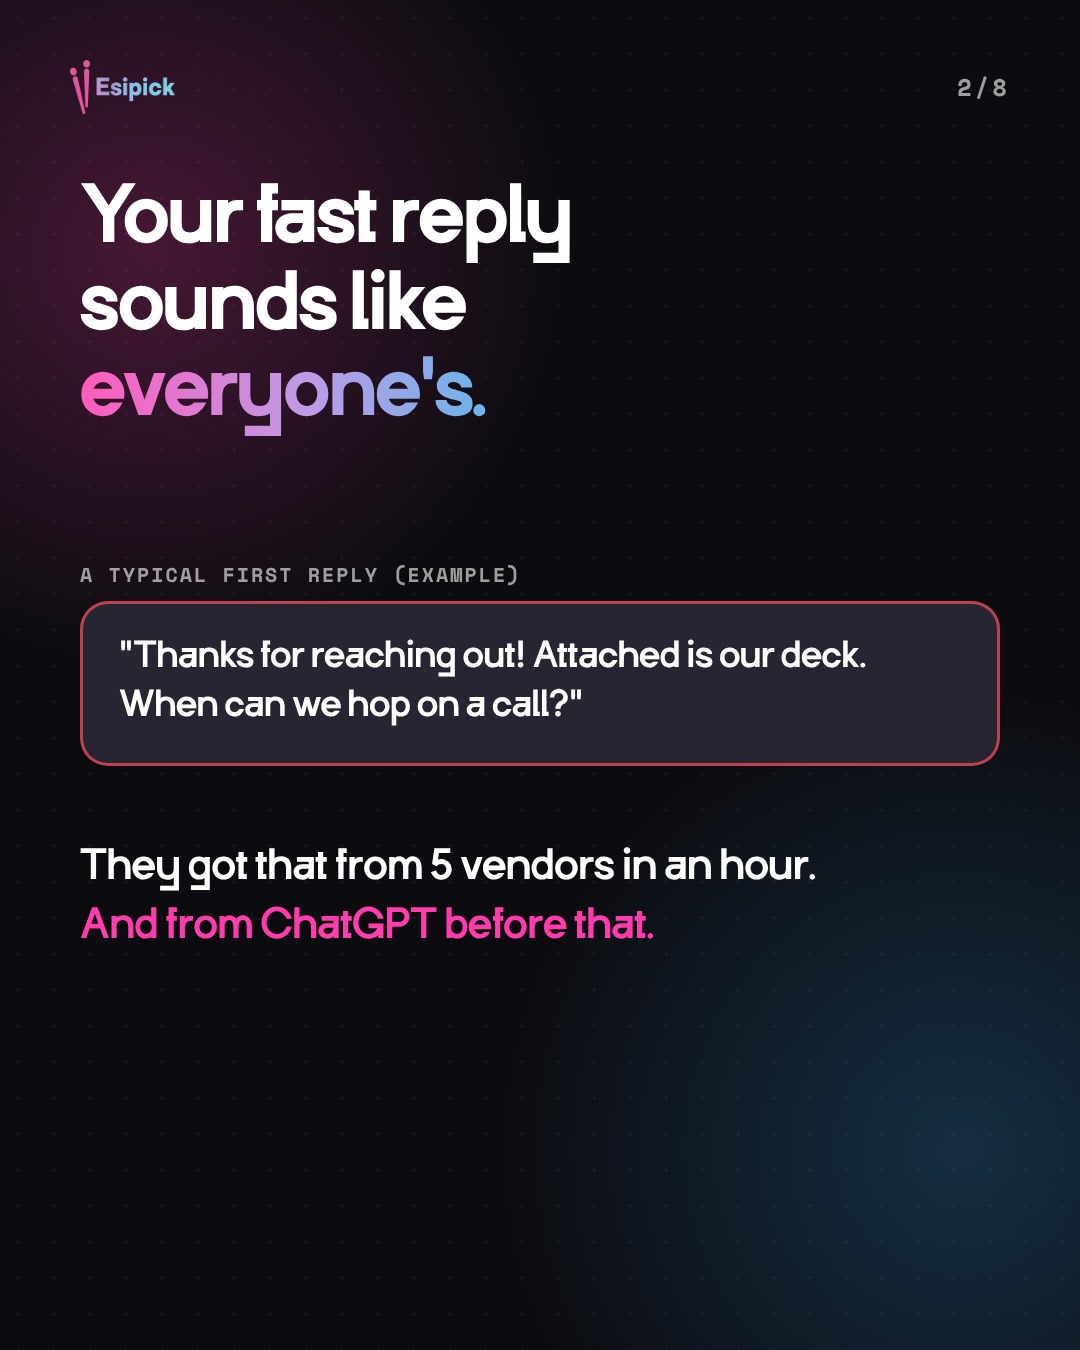 Esipick
2/8
Your fast reply
sounds like
everyone's.
A TYPICAL FIRST REPLY (EXAMPLE)
"Thanks for reaching out! Attached is our deck.
When can we hop on a call?"
They got that from 5 vendors in an hour.
And from ChatGPT before that.